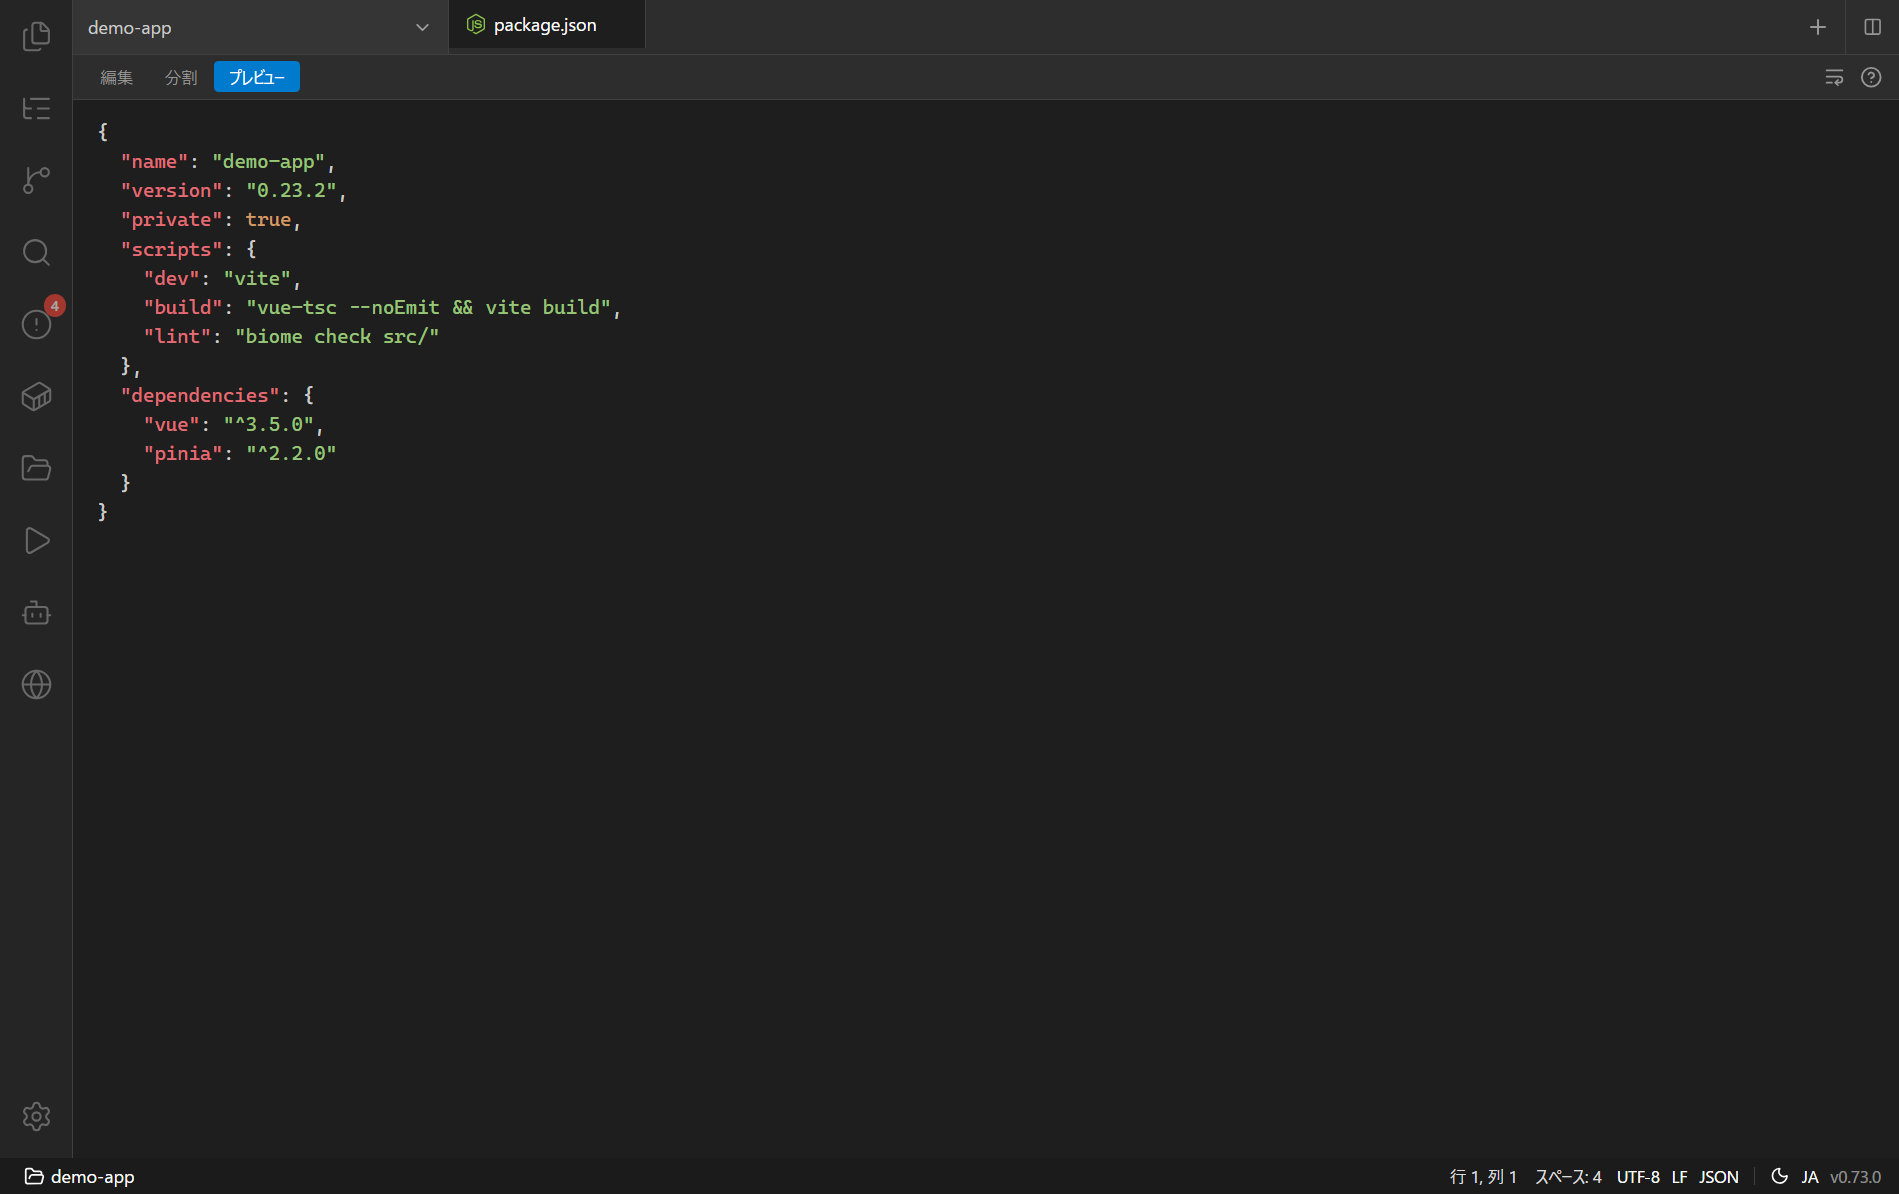 demo-app
package.json
編集 分割 プレビュー
{
  "name": "demo-app",
  "version": "0.23.2",
  "private": true,
  "scripts": {
    "dev": "vite",
    "build": "vue-tsc --noEmit && vite build",
    "lint": "biome check src/"
  },
  "dependencies": {
    "vue": "^3.5.0",
    "pinia": "^2.2.0"
  }
}
4
demo-app
行 1, 列 1 スペース: 4 UTF-8 LF JSON JA v0.73.0